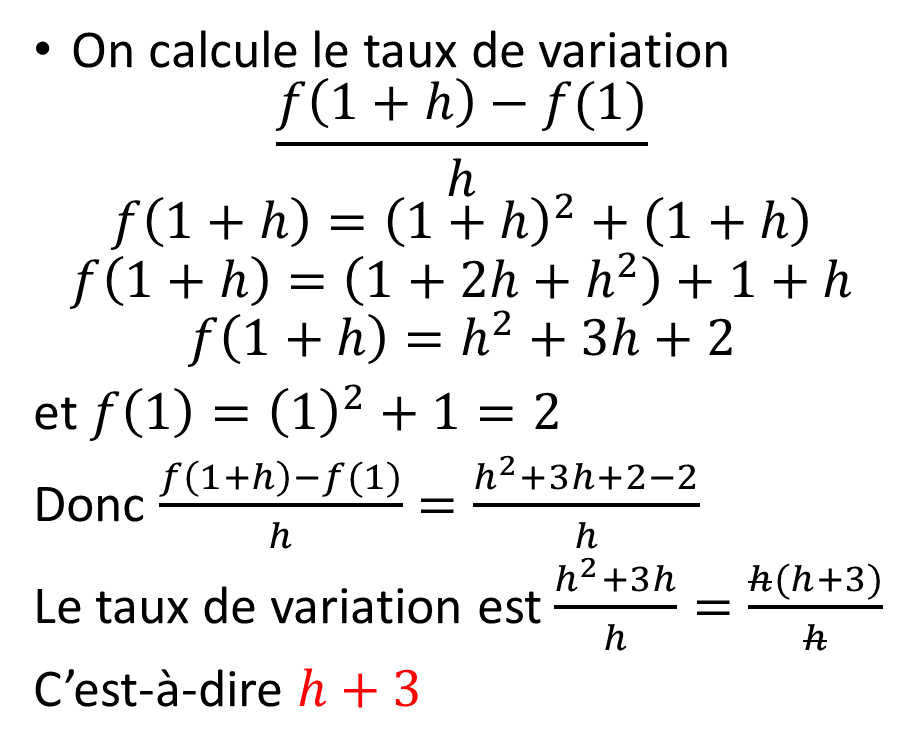 • On calcule le taux de variation
\frac{f(1+h)-f(1)}{h}
f(1+h)=(1+h)^2+(1+h)
f(1+h)=(1+2h+h^2)+1+h
f(1+h)=h^2+3h+2
et f(1)=(1)^2+1=2
Donc \frac{f(1+h)-f(1)}{h}=\frac{h^2+3h+2-2}{h}
Le taux de variation est \frac{h^2+3h}{h}=\frac{\cancel{h}(h+3)}{\cancel{h}}
C’est-à-dire h+3